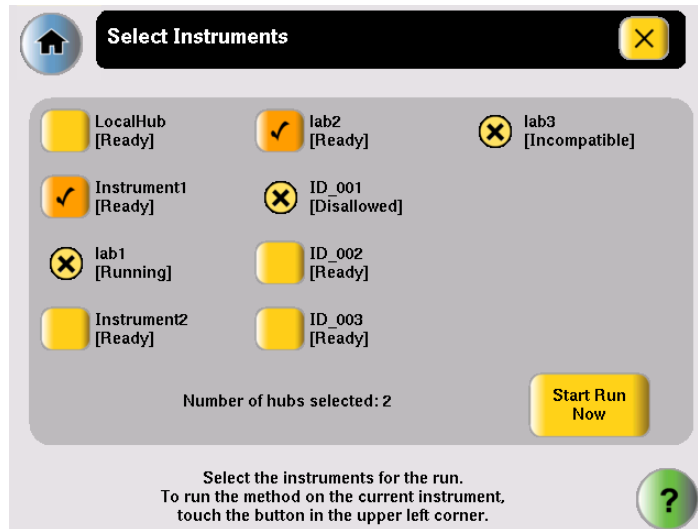 Select Instruments
LocalHub
[Ready]
lab2
[Ready]
lab3
[Incompatible]
Instrument1
[Ready]
ID_001
[Disallowed]
lab1
[Running]
ID_002
[Ready]
Instrument2
[Ready]
ID_003
[Ready]
Number of hubs selected: 2
Start Run
Now
Select the instruments for the run.
To run the method on the current instrument,
touch the button in the upper left corner.
?